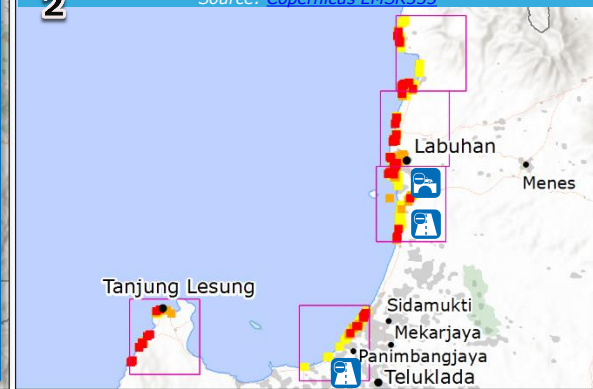 2
Source: Copernicus EMSR335
Labuhan
Menes
Tanjung Lesung
Sidamukti
Mekarjaya
Panimbangjaya
Teluklada